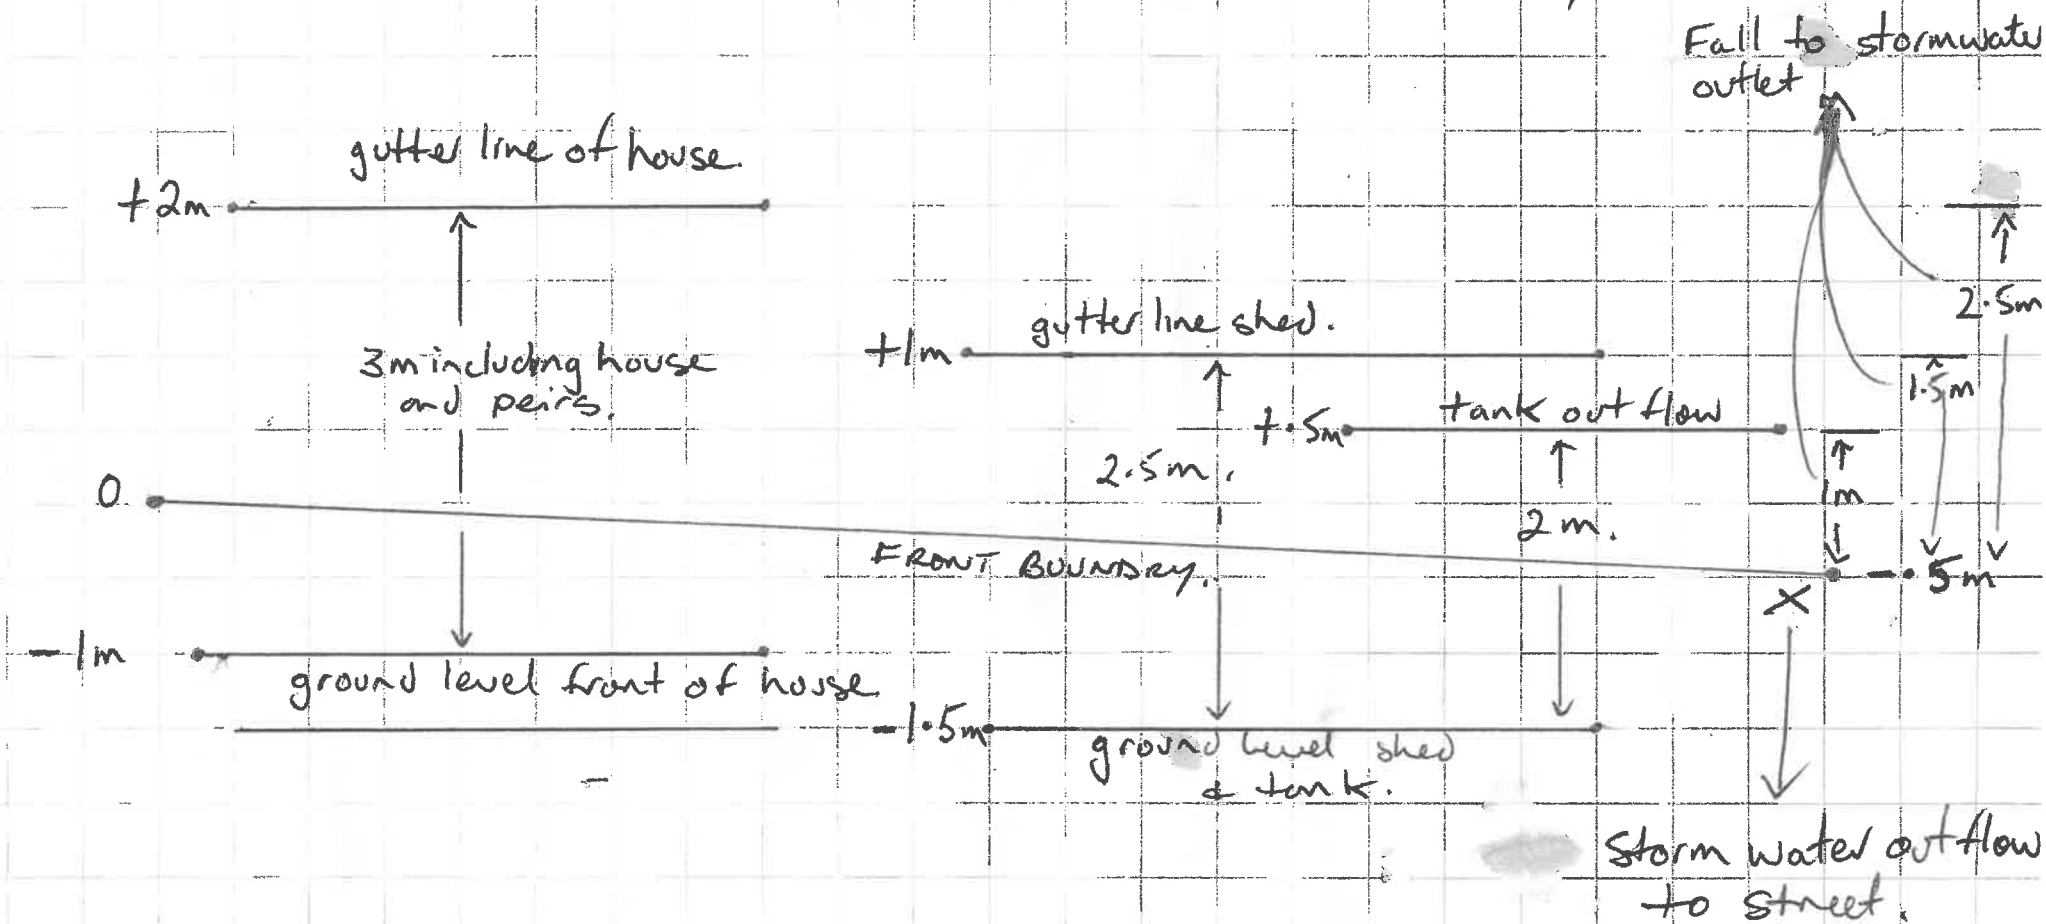 Fall to stormwater
outlet
gutter line of house.
+2m
2.5m
gutter line shed.
+1m
3m including house
and peirs.
1.5m
tank out flow
+.5m
2.5m.
1m
0
2m.
FRONT BOUNDRY.
-.5m
X
-1m
ground level front of house
-1.5m
ground level shed
& tank.
Storm water outflow
to street.